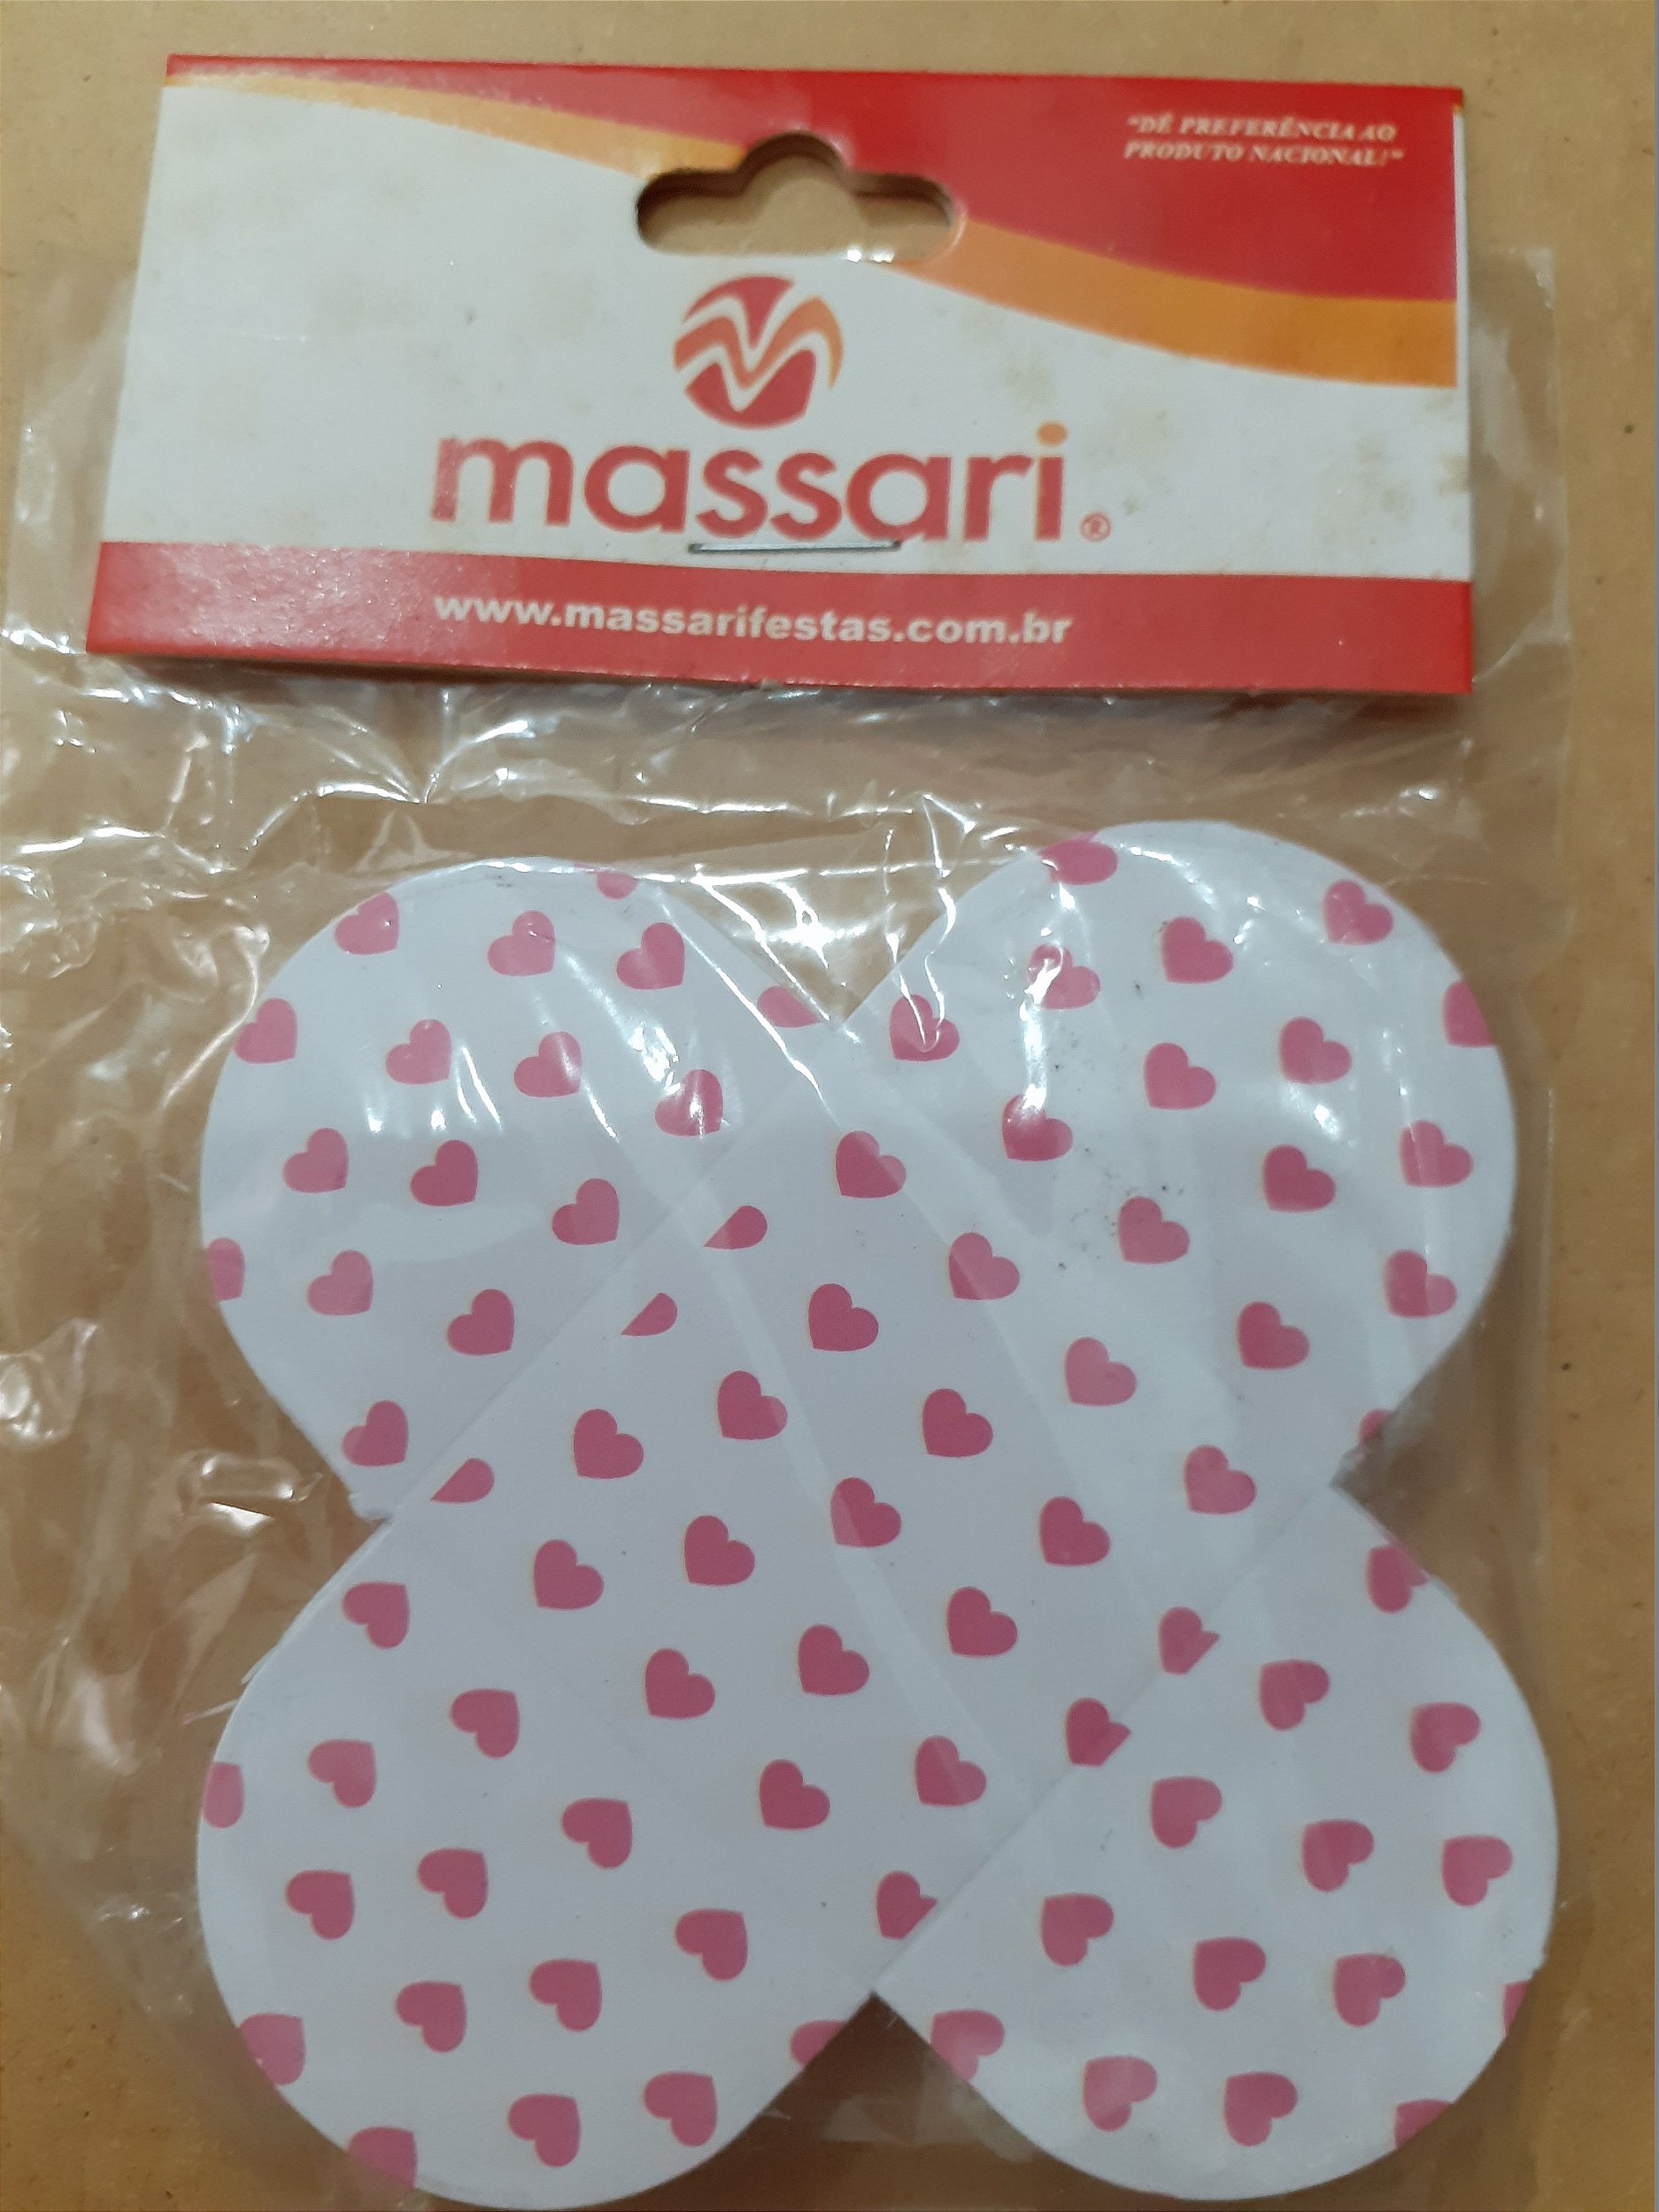 "DÊ PREFERÊNCIA AO
PRODUTO NACIONAL!"
massari®
www.massarifestas.com.br